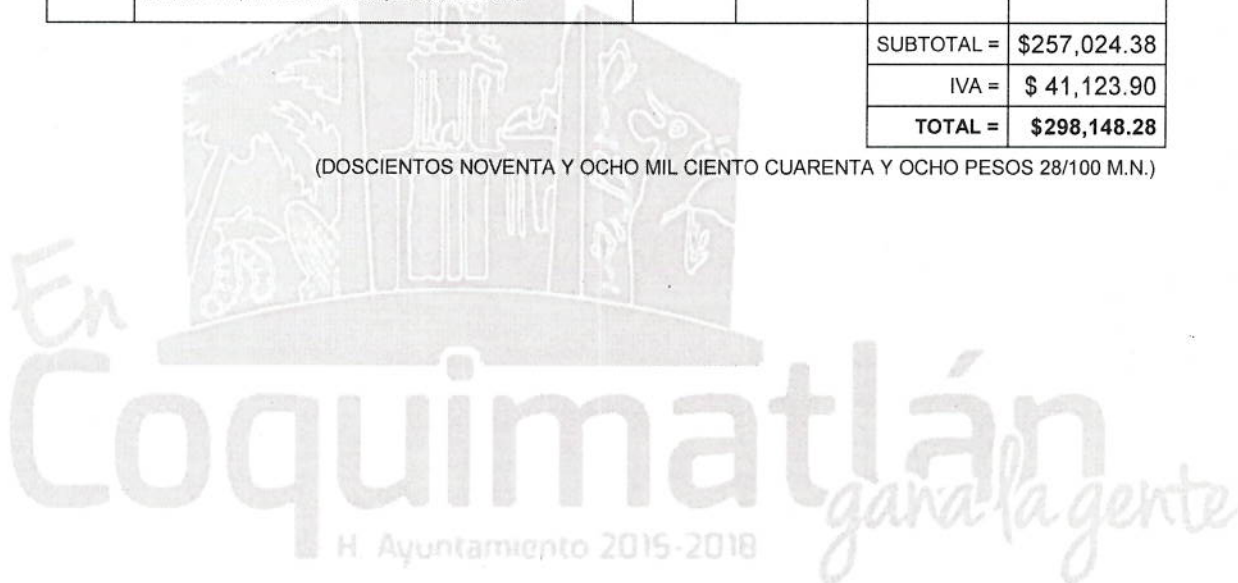 SUBTOTAL = $257,024.38
IVA = $ 41,123.90
TOTAL = $298,148.28
(DOSCIENTOS NOVENTA Y OCHO MIL CIENTO CUARENTA Y OCHO PESOS 28/100 M.N.)
En
Coquimatlán
gana la gente
H. Ayuntamiento 2015-2018